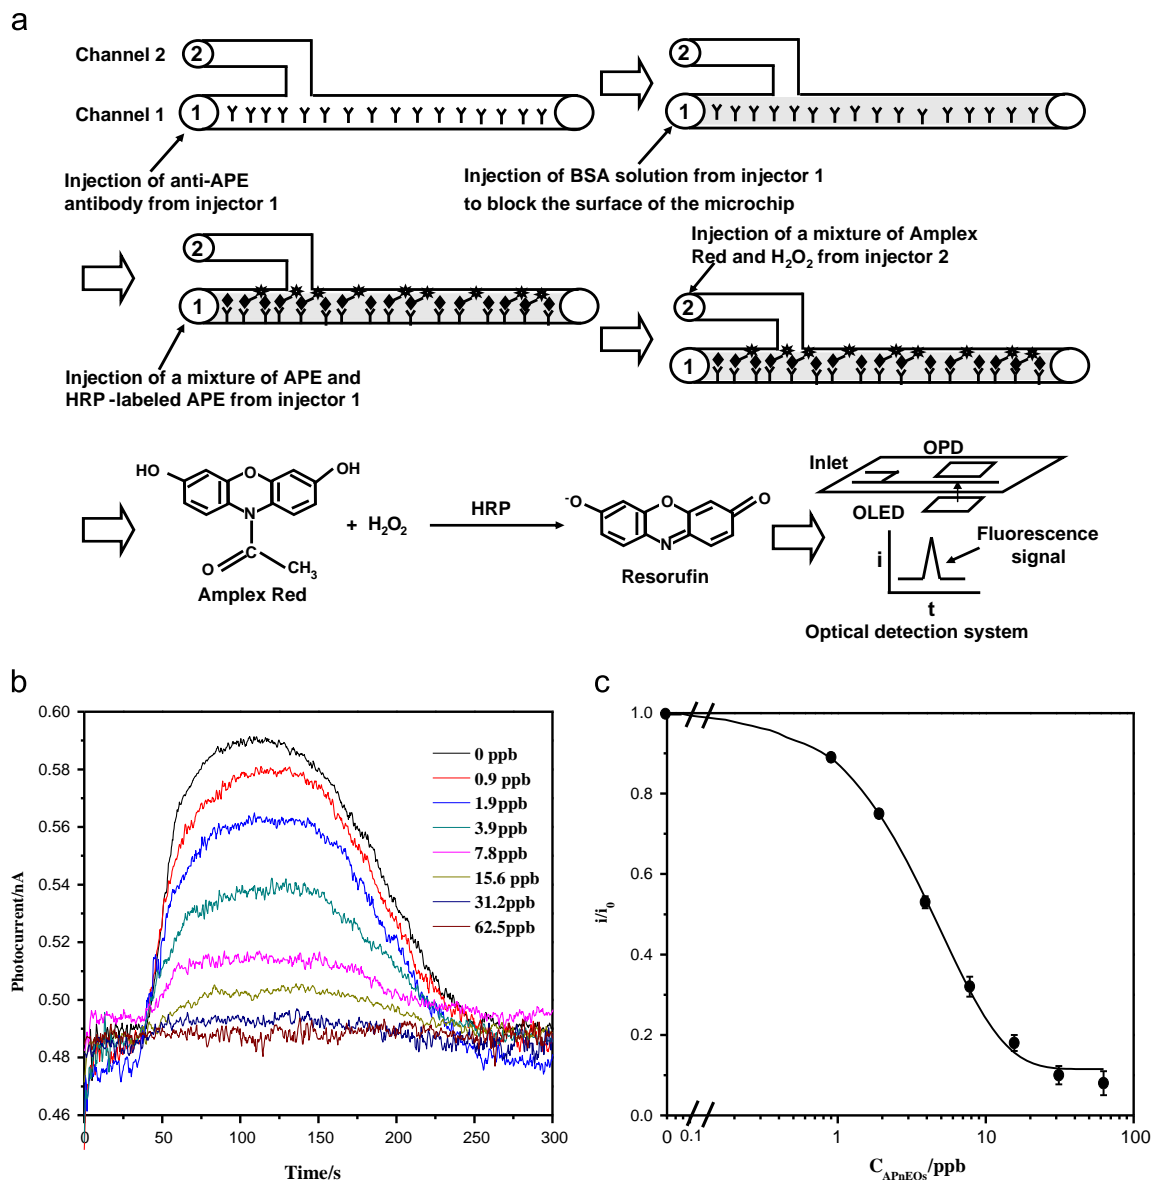 a
Channel 2
2
Channel 1
1
Injection of anti-APE
antibody from injector 1
2
1
Injection of BSA solution from injector 1
to block the surface of the microchip
2
1
Injection of a mixture of APE and
HRP -labeled APE from injector 1
Injection of a mixture of Amplex
Red and H2O2 from injector 2
2
1
HO
O
OH
N
C
O
CH3
Amplex Red
+ H2O2
HRP
-O
O
O
N
Resorufin
OPD
Inlet
OLED
Fluorescence
signal
i
t
Optical detection system
b
0.60
0.58
0.56
0.54
0.52
0.50
0.48
0.46
Photocurrent/nA
0 ppb
0.9 ppb
1.9ppb
3.9ppb
7.8ppb
15.6 ppb
31.2ppb
62.5ppb
0
50
100
150
200
250
300
Time/s
c
1.0
0.8
0.6
0.4
0.2
0.0
i/i0
0
0.1
1
10
100
CAPnEOs/ppb